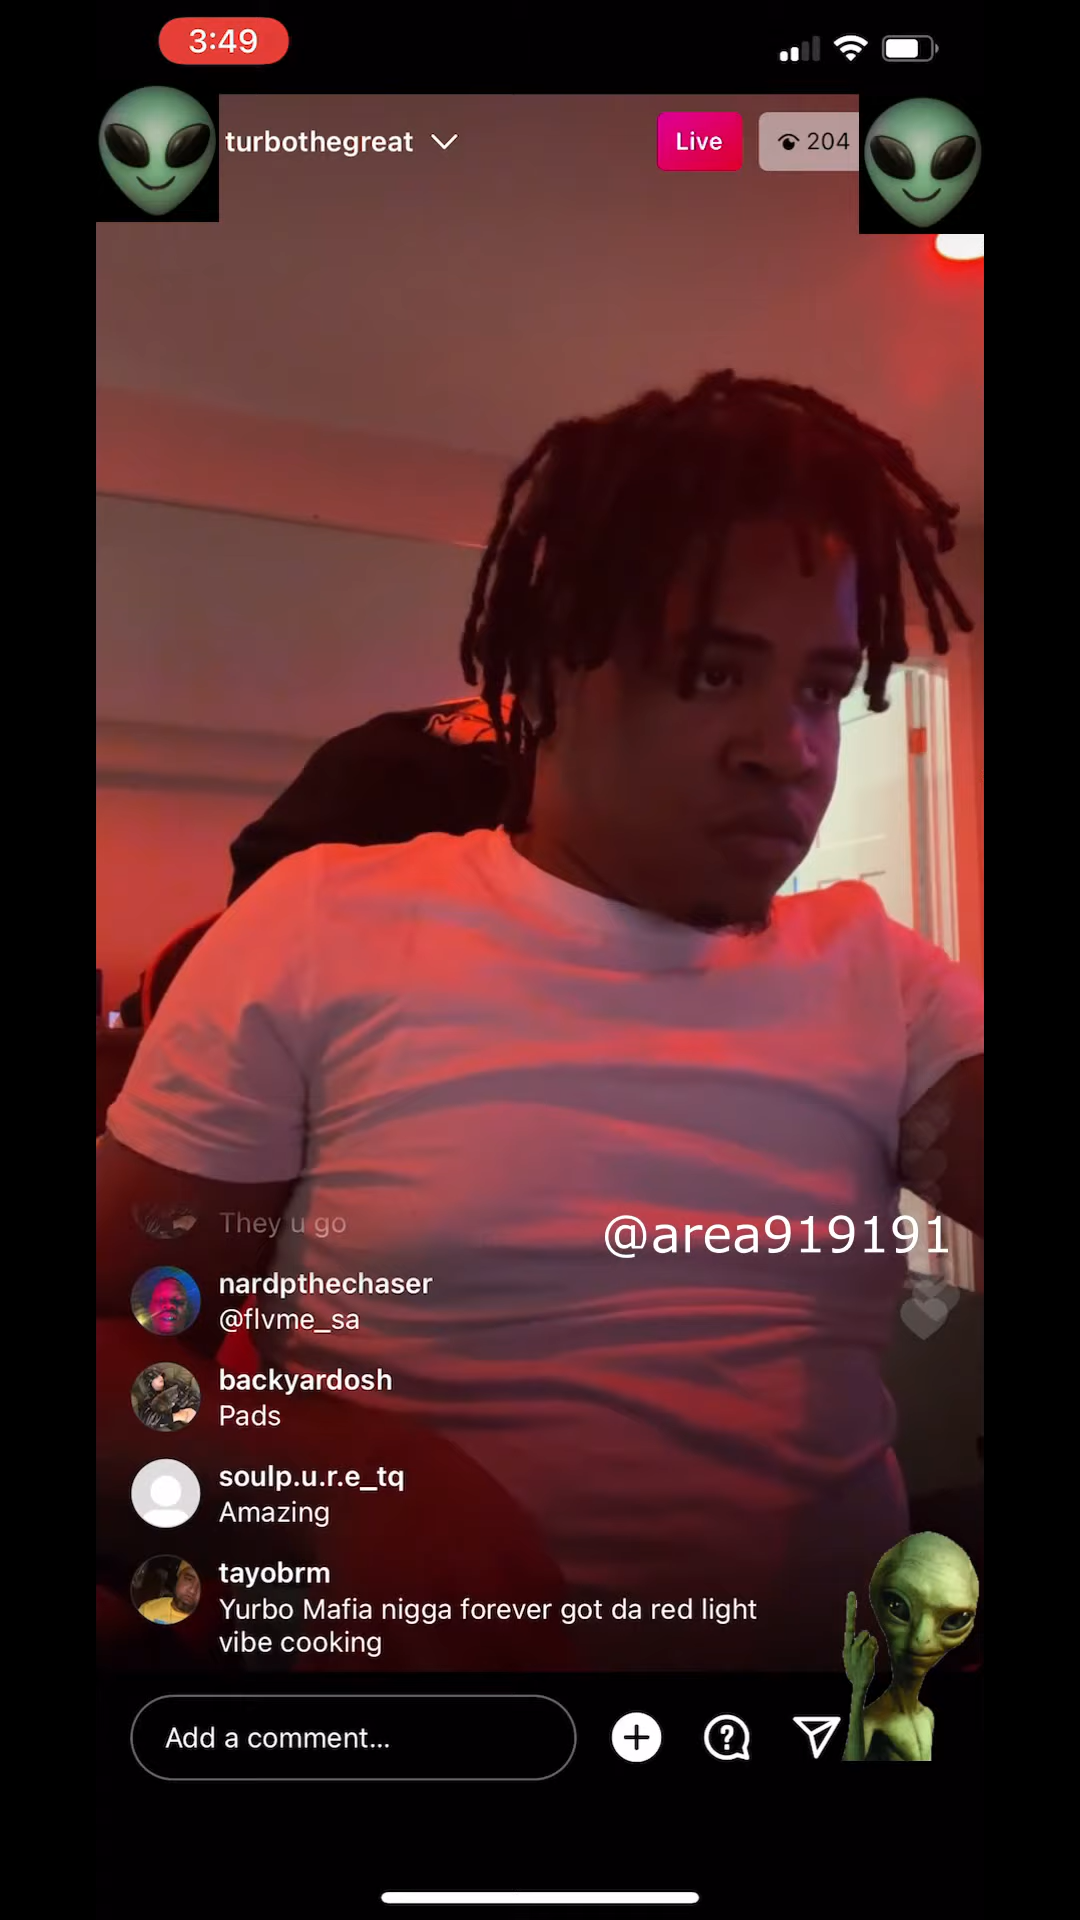 3:49
turbothegreat
Live
204
They u go
@area919191
nardpthechaser
@flvme_sa
backyardosh
Pads
soulp.u.r.e_tq
Amazing
tayobrm
Yurbo Mafia nigga forever got da red light
vibe cooking
Add a comment...
?